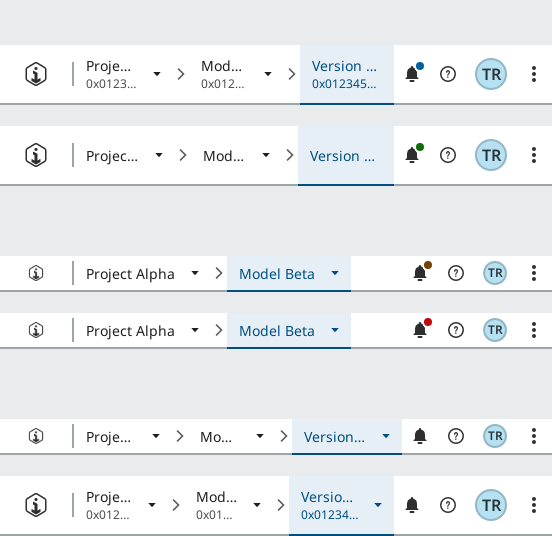 Proje... Mod... Version ... TR
0x0123... 0x012... 0x012345...
Projec... Mod... Version ... TR
Project Alpha Model Beta TR
Project Alpha Model Beta TR
Proje... Mo... Version... TR
Proje... Mod... Versio... TR
0x012... 0x01... 0x01234...